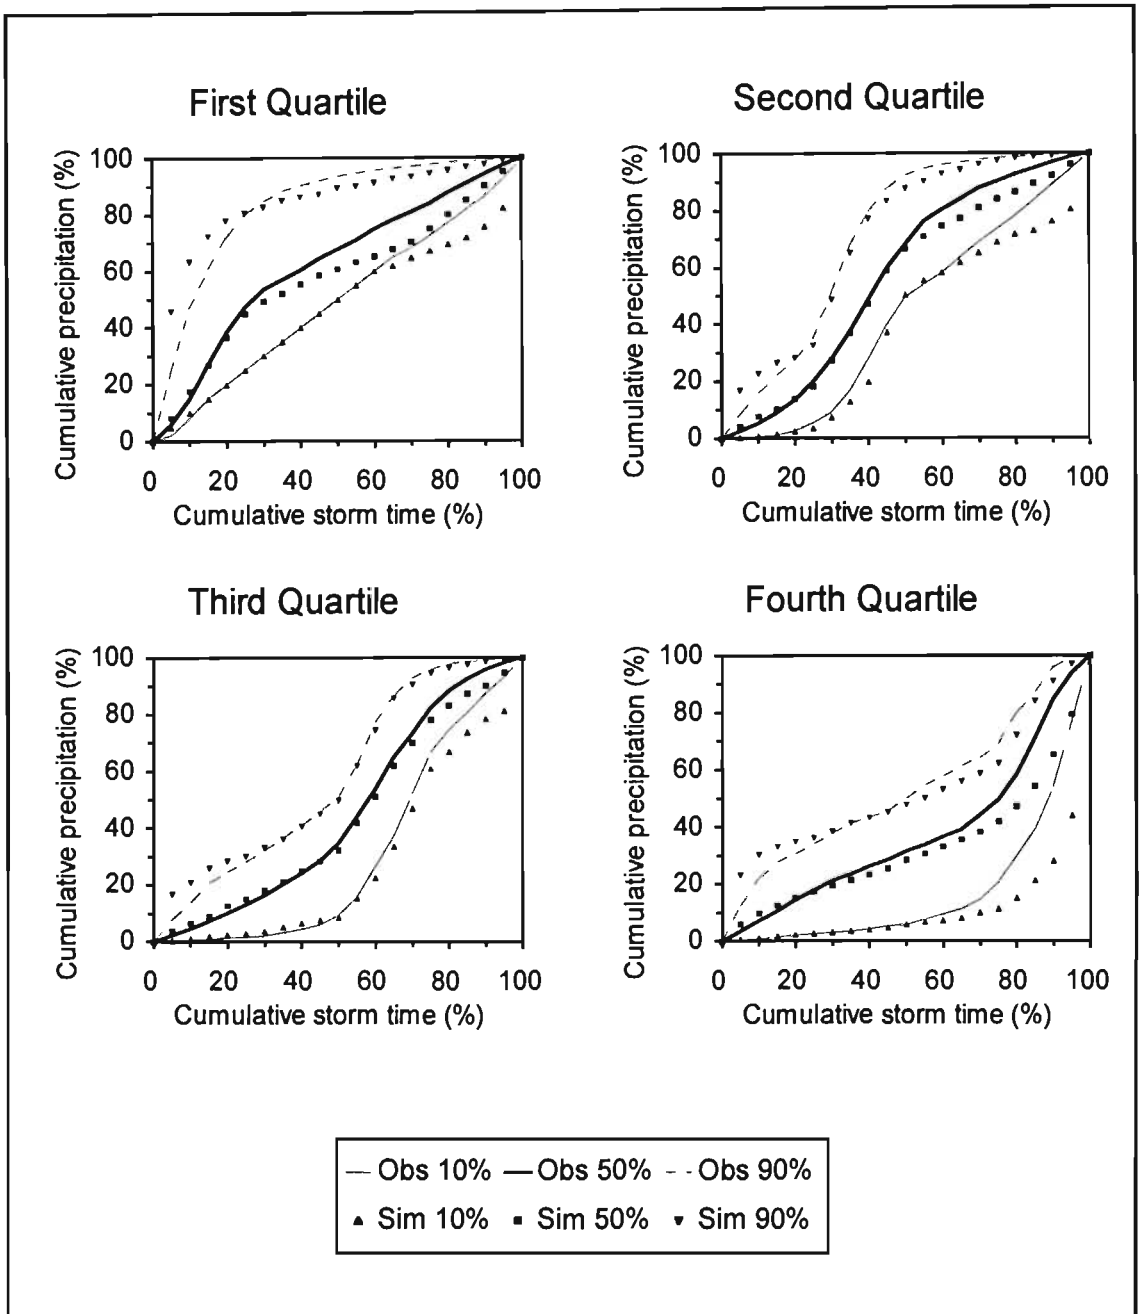 First Quartile
Second Quartile
Cumulative precipitation (%)
100
80
60
40
20
0
0 20 40 60 80 100
Cumulative storm time (%)
Cumulative precipitation (%)
100
80
60
40
20
0
0 20 40 60 80 100
Cumulative storm time (%)
Third Quartile
Fourth Quartile
Cumulative precipitation (%)
100
80
60
40
20
0
0 20 40 60 80 100
Cumulative storm time (%)
Cumulative precipitation (%)
100
80
60
40
20
0
0 20 40 60 80 100
Cumulative storm time (%)
Obs 10% Obs 50% Obs 90%
Sim 10% Sim 50% Sim 90%